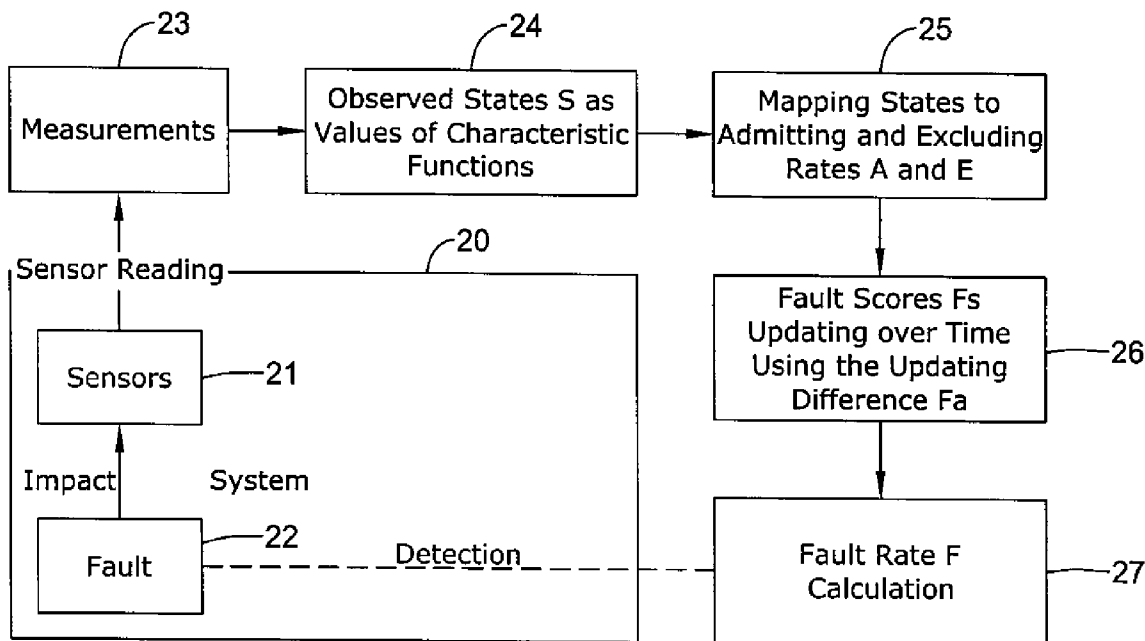 23
24
25
Measurements
Observed States S as
Values of Characteristic
Functions
Mapping States to
Admitting and Excluding
Rates A and E
20
Sensor Reading
Sensors
21
Fault Scores Fs
Updating over Time
Using the Updating
Difference Fa
26
Impact
System
Fault
22
Detection
Fault Rate F
Calculation
27